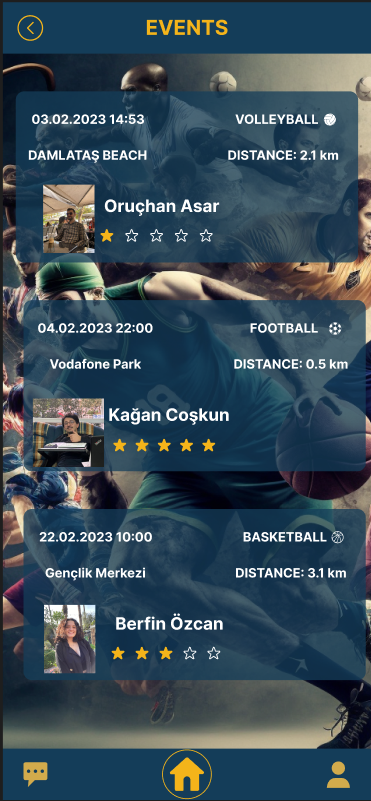 EVENTS
03.02.2023 14:53 VOLLEYBALL
DAMLATAŞ BEACH DISTANCE: 2.1 km
Oruçhan Asar
04.02.2023 22:00 FOOTBALL
Vodafone Park DISTANCE: 0.5 km
Kağan Coşkun
22.02.2023 10:00 BASKETBALL
Gençlik Merkezi DISTANCE: 3.1 km
Berfin Özcan